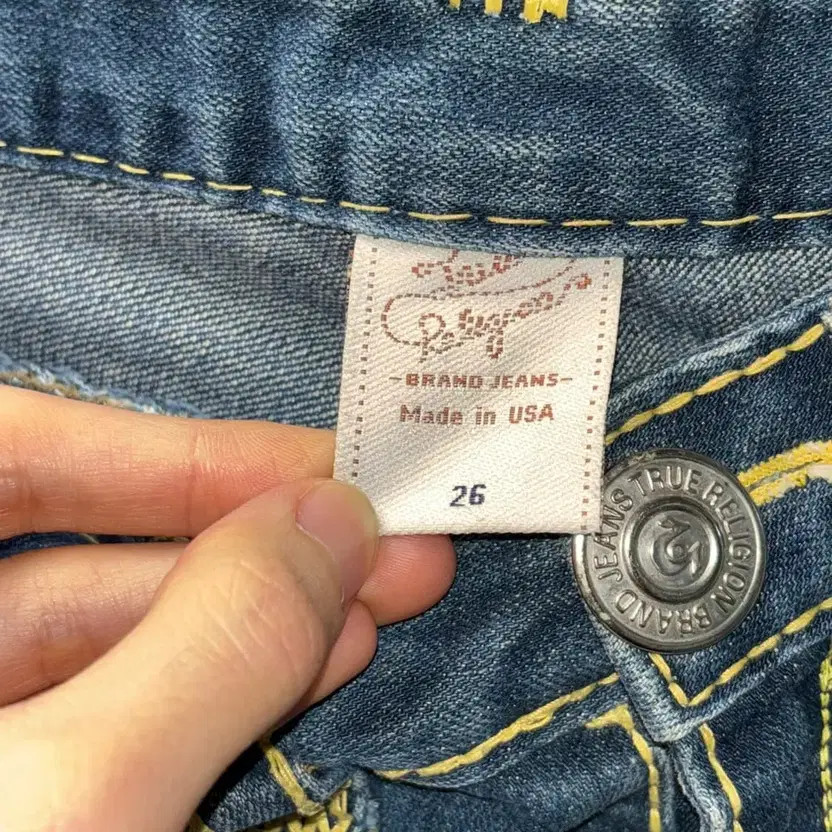 True
Religion
-BRAND JEANS-
Made in USA
26
TRUE RELIGION BRAND JEANS